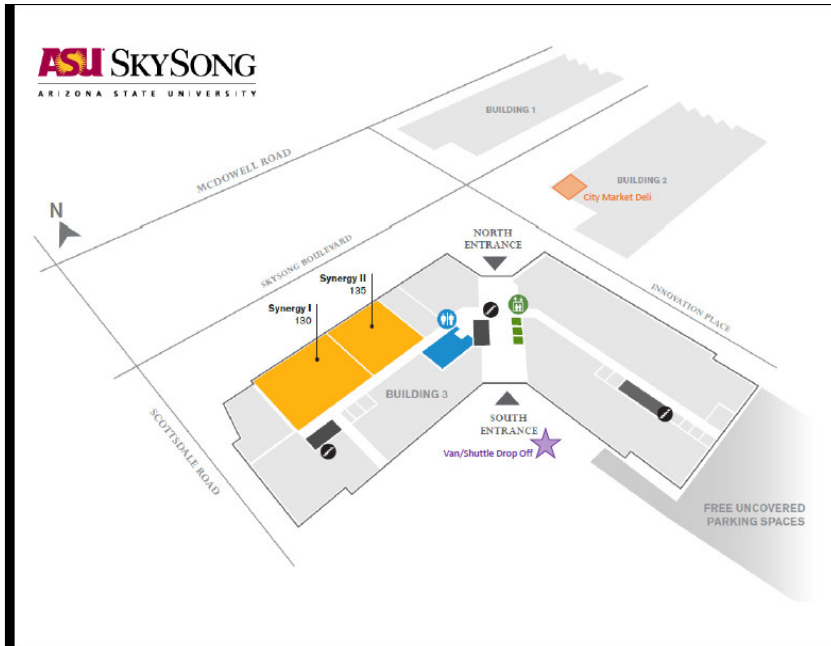 ASU SKYSONG
ARIZONA STATE UNIVERSITY
BUILDING 1
MCDOWELL ROAD
BUILDING 2
City Market Deli
N
NORTH
ENTRANCE
SKYSONG BOULEVARD
Synergy II
135
INNOVATION PLACE
Synergy I
130
BUILDING 3
SCOTTSDALE ROAD
SOUTH
ENTRANCE
Van/Shuttle Drop Off
FREE UNCOVERED
PARKING SPACES